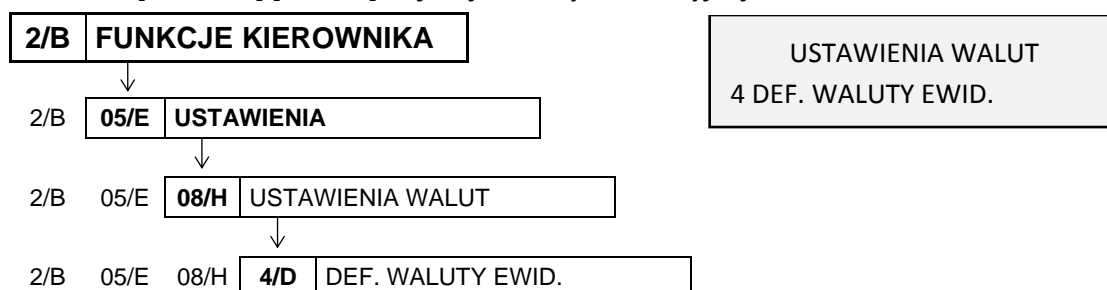 2/B FUNKCJE KIEROWNIKA
USTAWIENIA WALUT
4 DEF. WALUTY EWID.
2/B 05/E USTAWIENIA
2/B 05/E 08/H USTAWIENIA WALUT
2/B 05/E 08/H 4/D DEF. WALUTY EWID.